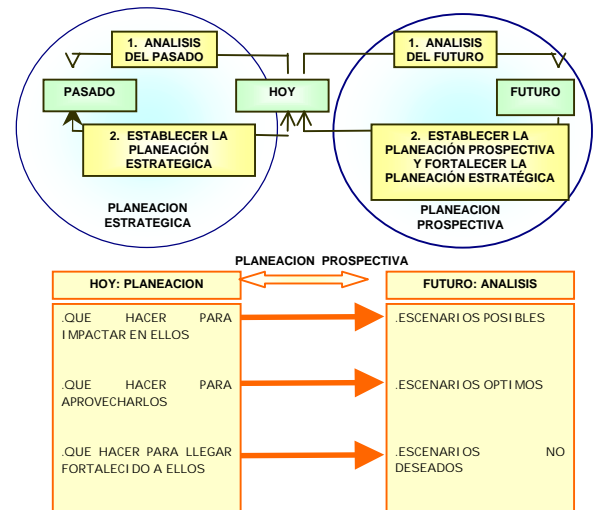 1. ANALISIS
DEL PASADO
1. ANALISIS
DEL FUTURO
PASADO
HOY
FUTURO
2. ESTABLECER LA
PLANEACIÓN
ESTRATEGICA
2. ESTABLECER LA
PLANEACIÓN PROSPECTIVA
Y FORTALECER LA
PLANEACIÓN ESTRATÉGICA
PLANEACION
ESTRATEGICA
PLANEACION
PROSPECTIVA
PLANEACION PROSPECTIVA
HOY: PLANEACION
FUTURO: ANALISIS
.QUE HACER PARA
IMPACTAR EN ELLOS
.ESCENARIOS POSIBLES
.QUE HACER PARA
APROVECHARLOS
.ESCENARIOS OPTIMOS
.QUE HACER PARA LLEGAR
FORTALECIDO A ELLOS
.ESCENARIOS NO
DESEADOS